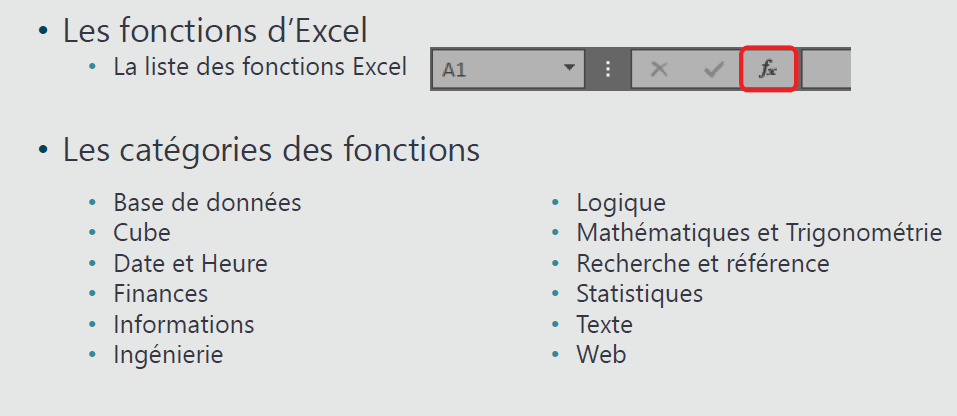 • Les fonctions d’Excel
• La liste des fonctions Excel
A1
fx
• Les catégories des fonctions
• Base de données
• Cube
• Date et Heure
• Finances
• Informations
• Ingénierie
• Logique
• Mathématiques et Trigonométrie
• Recherche et référence
• Statistiques
• Texte
• Web